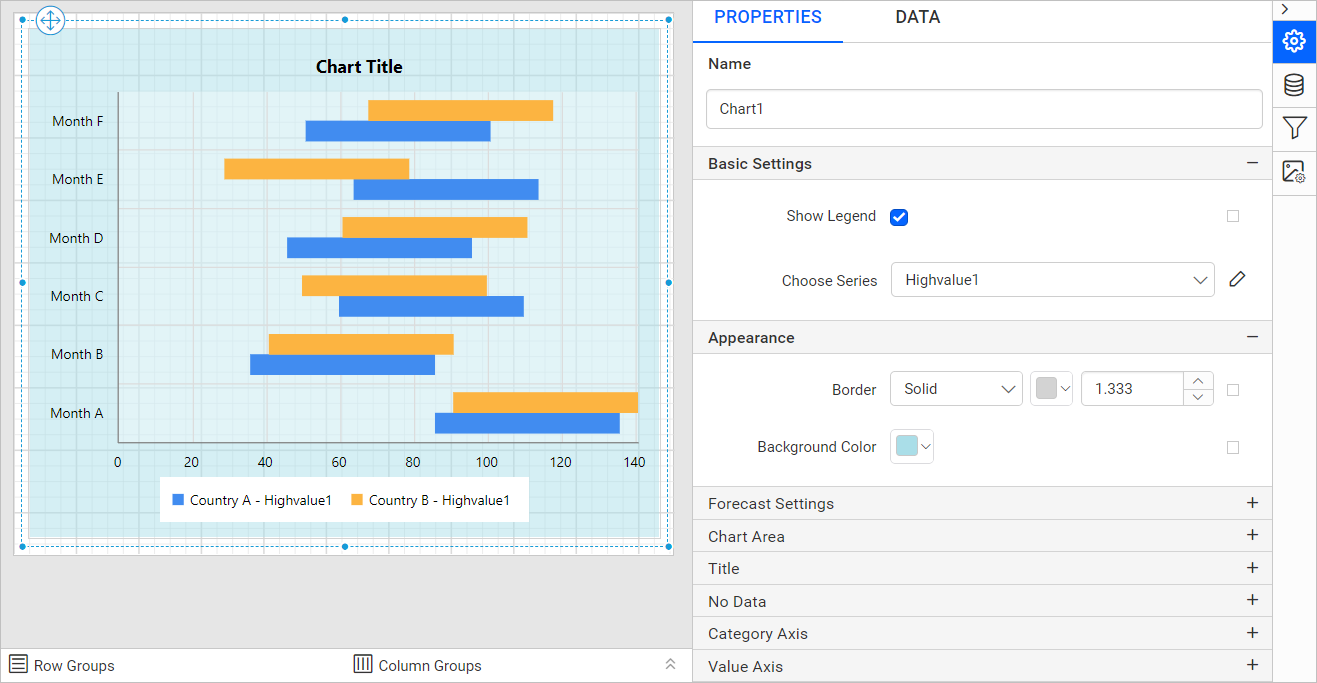 Chart Title
Month F
Month E
Month D
Month C
Month B
Month A
0 20 40 60 80 100 120 140
Country A - Highvalue1 Country B - Highvalue1
Row Groups Column Groups
PROPERTIES DATA
Name
Chart1
Basic Settings
Show Legend
Choose Series Highvalue1
Appearance
Border Solid 1.333
Background Color
Forecast Settings
Chart Area
Title
No Data
Category Axis
Value Axis